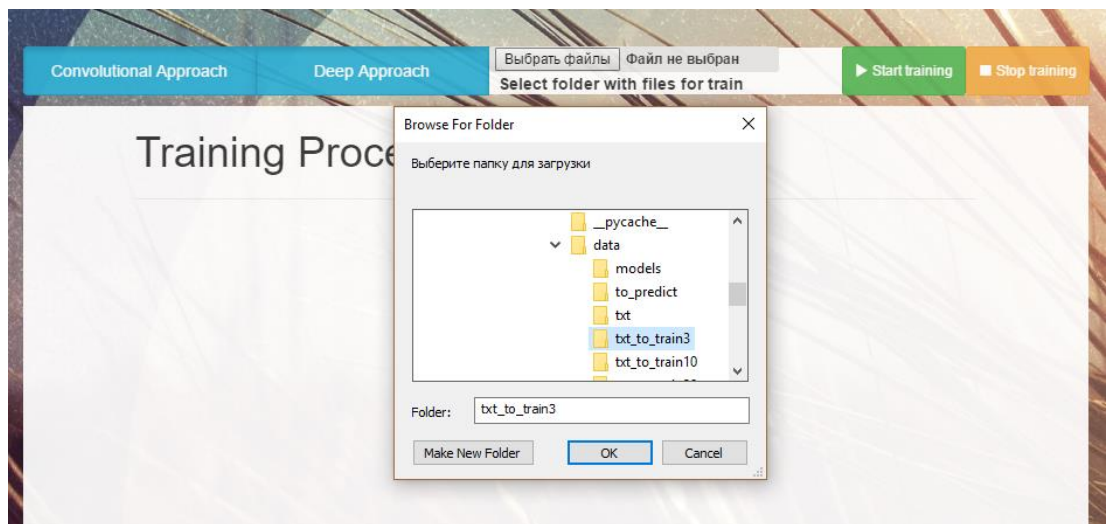 Convolutional Approach
Deep Approach
Выбрать файлы Файл не выбран
Select folder with files for train
Start training
Stop training
Training Proce
Browse For Folder
Выберите папку для загрузки
__pycache__
data
models
to_predict
txt
txt_to_train3
txt_to_train10
Folder: txt_to_train3
Make New Folder
OK
Cancel